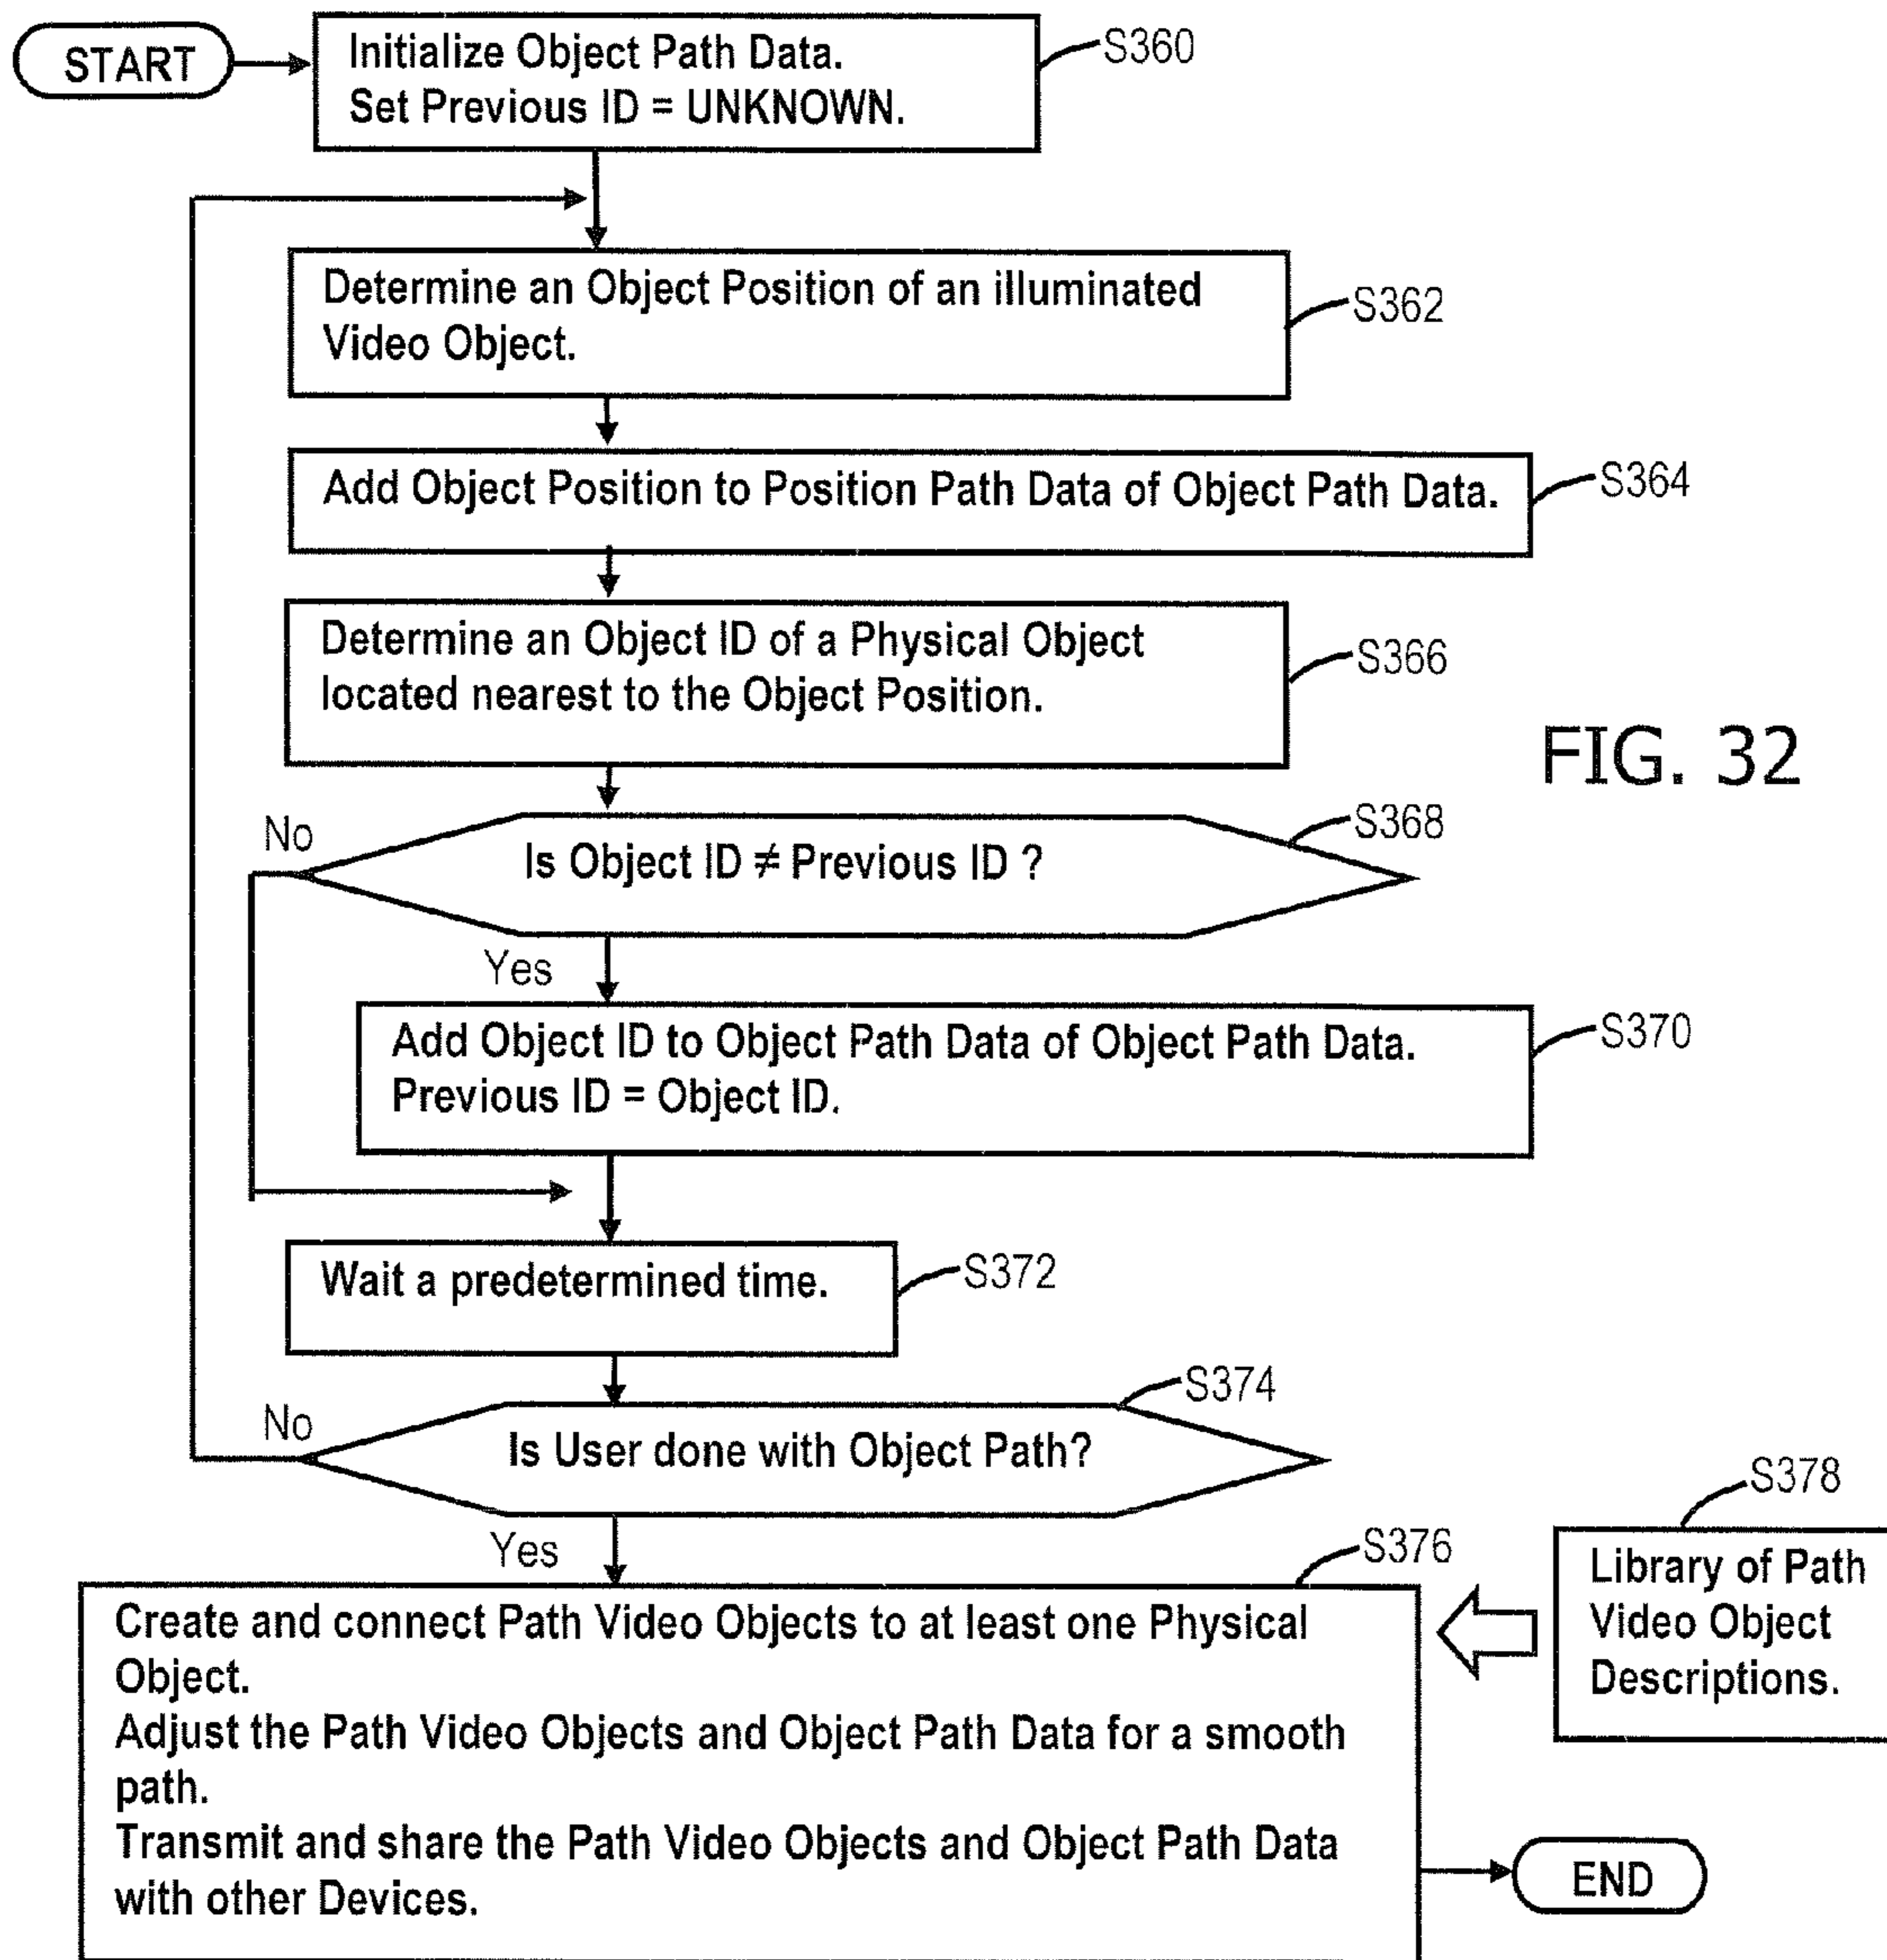 START
Initialize Object Path Data.
Set Previous ID = UNKNOWN.
S360
Determine an Object Position of an illuminated
Video Object.
S362
Add Object Position to Position Path Data of Object Path Data.
S364
Determine an Object ID of a Physical Object
located nearest to the Object Position.
S366
FIG. 32
No
Is Object ID ≠ Previous ID ?
S368
Yes
Add Object ID to Object Path Data of Object Path Data.
Previous ID = Object ID.
S370
Wait a predetermined time.
S372
No
Is User done with Object Path?
S374
Yes
S376
Create and connect Path Video Objects to at least one Physical
Object.
Adjust the Path Video Objects and Object Path Data for a smooth
path.
Transmit and share the Path Video Objects and Object Path Data
with other Devices.
S378
Library of Path
Video Object
Descriptions.
END